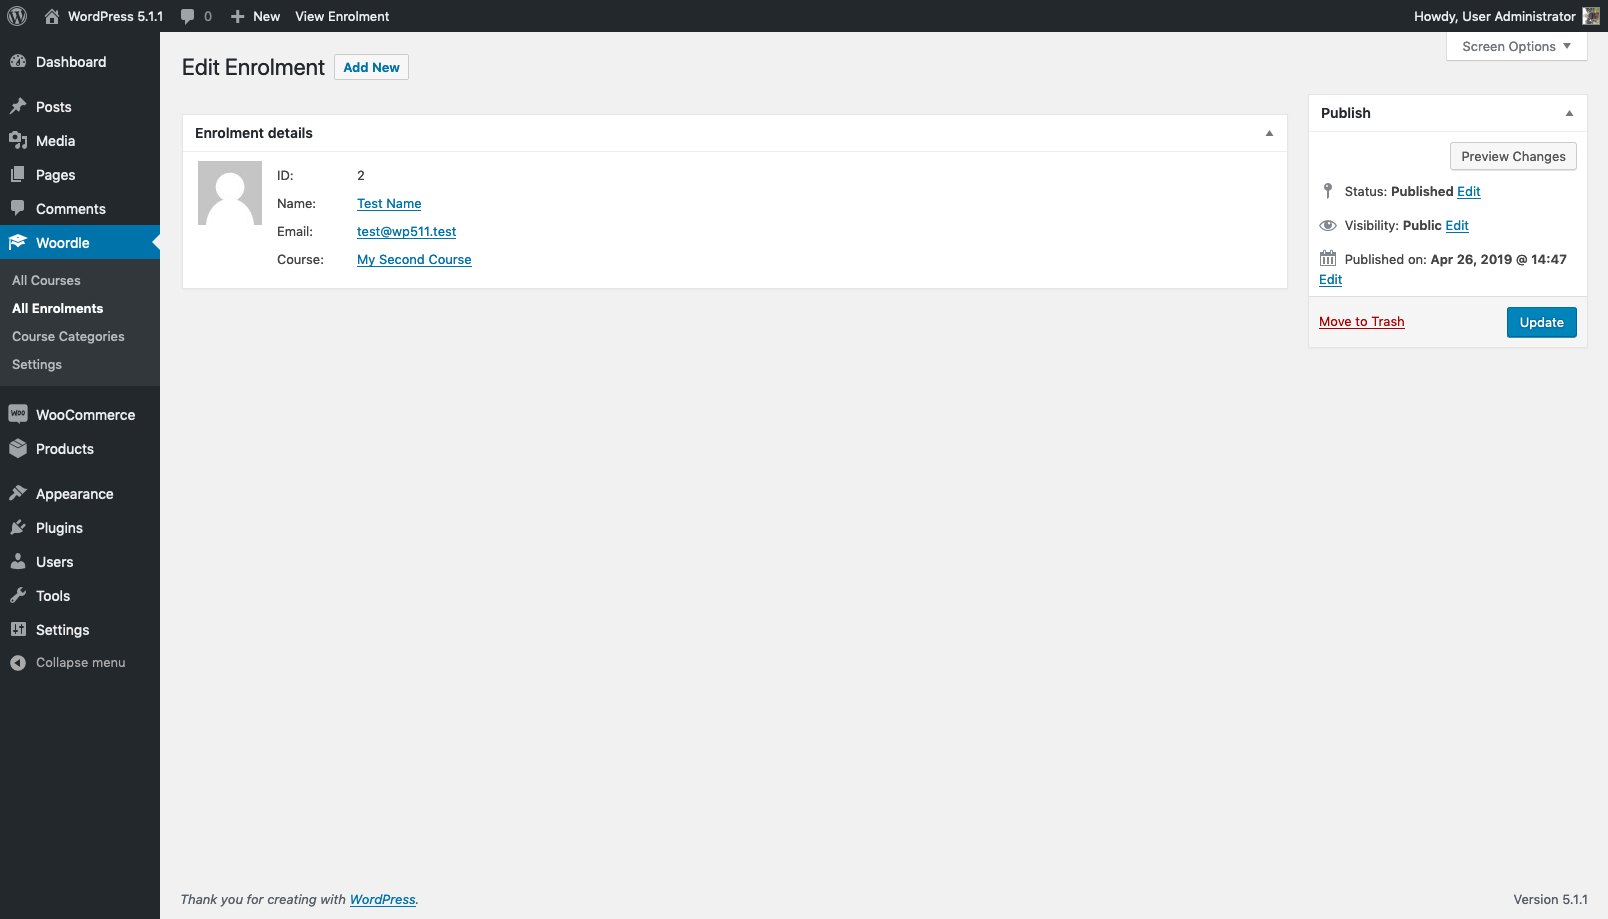 WordPress 5.1.1 0 New View Enrolment Howdy, User Administrator
Screen Options
Dashboard
Posts
Media
Pages
Comments
Woordle
All Courses
All Enrolments
Course Categories
Settings
WOO WooCommerce
Products
Appearance
Plugins
Users
Tools
Settings
Collapse menu
Edit Enrolment Add New
Enrolment details
ID: 2
Name: Test Name
Email: test@wp511.test
Course: My Second Course
Publish
Preview Changes
Status: Published Edit
Visibility: Public Edit
Published on: Apr 26, 2019 @ 14:47
Edit
Move to Trash Update
Thank you for creating with WordPress.
Version 5.1.1